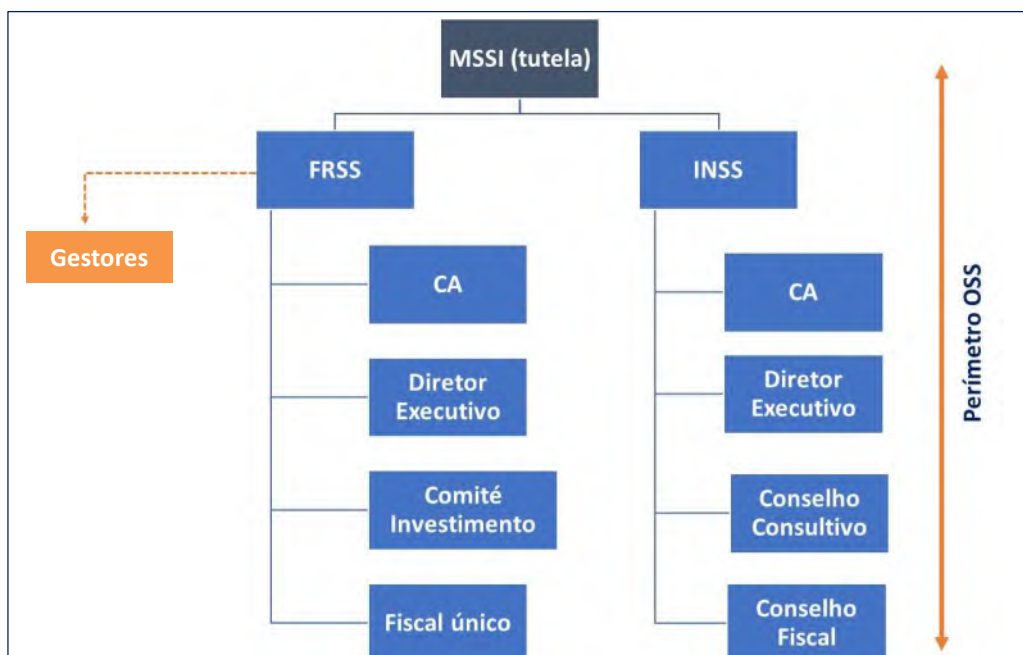 MSSI (tutela)
FRSS
INSS
Gestores
CA
CA
Diretor
Executivo
Diretor
Executivo
Comité
Investimento
Conselho
Consultivo
Fiscal único
Conselho
Fiscal
Perímetro OSS